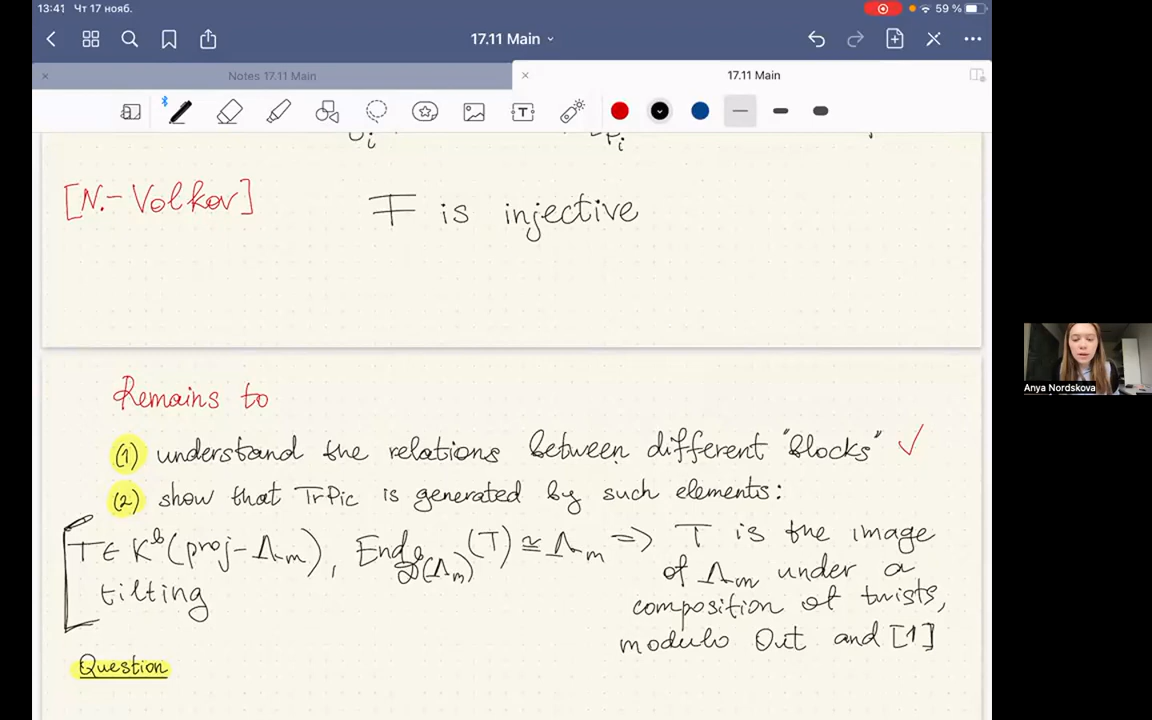 13:41 Чт 17 нояб.
59 %
17.11 Main
Notes 17.11 Main
17.11 Main
[N.- Volkov]
F is injective
Remains to
(1) understand the relations between different "blocks" ✓
(2) show that TrPic is generated by such elements:
T ∈ K^b(proj-Λ_m), End_{D^b(Λ_m)}(T) ≅ Λ_m => T is the image
tilting
of Λ_m under a
composition of twists,
modulo Out and [1]
Question
Anya Nordskova